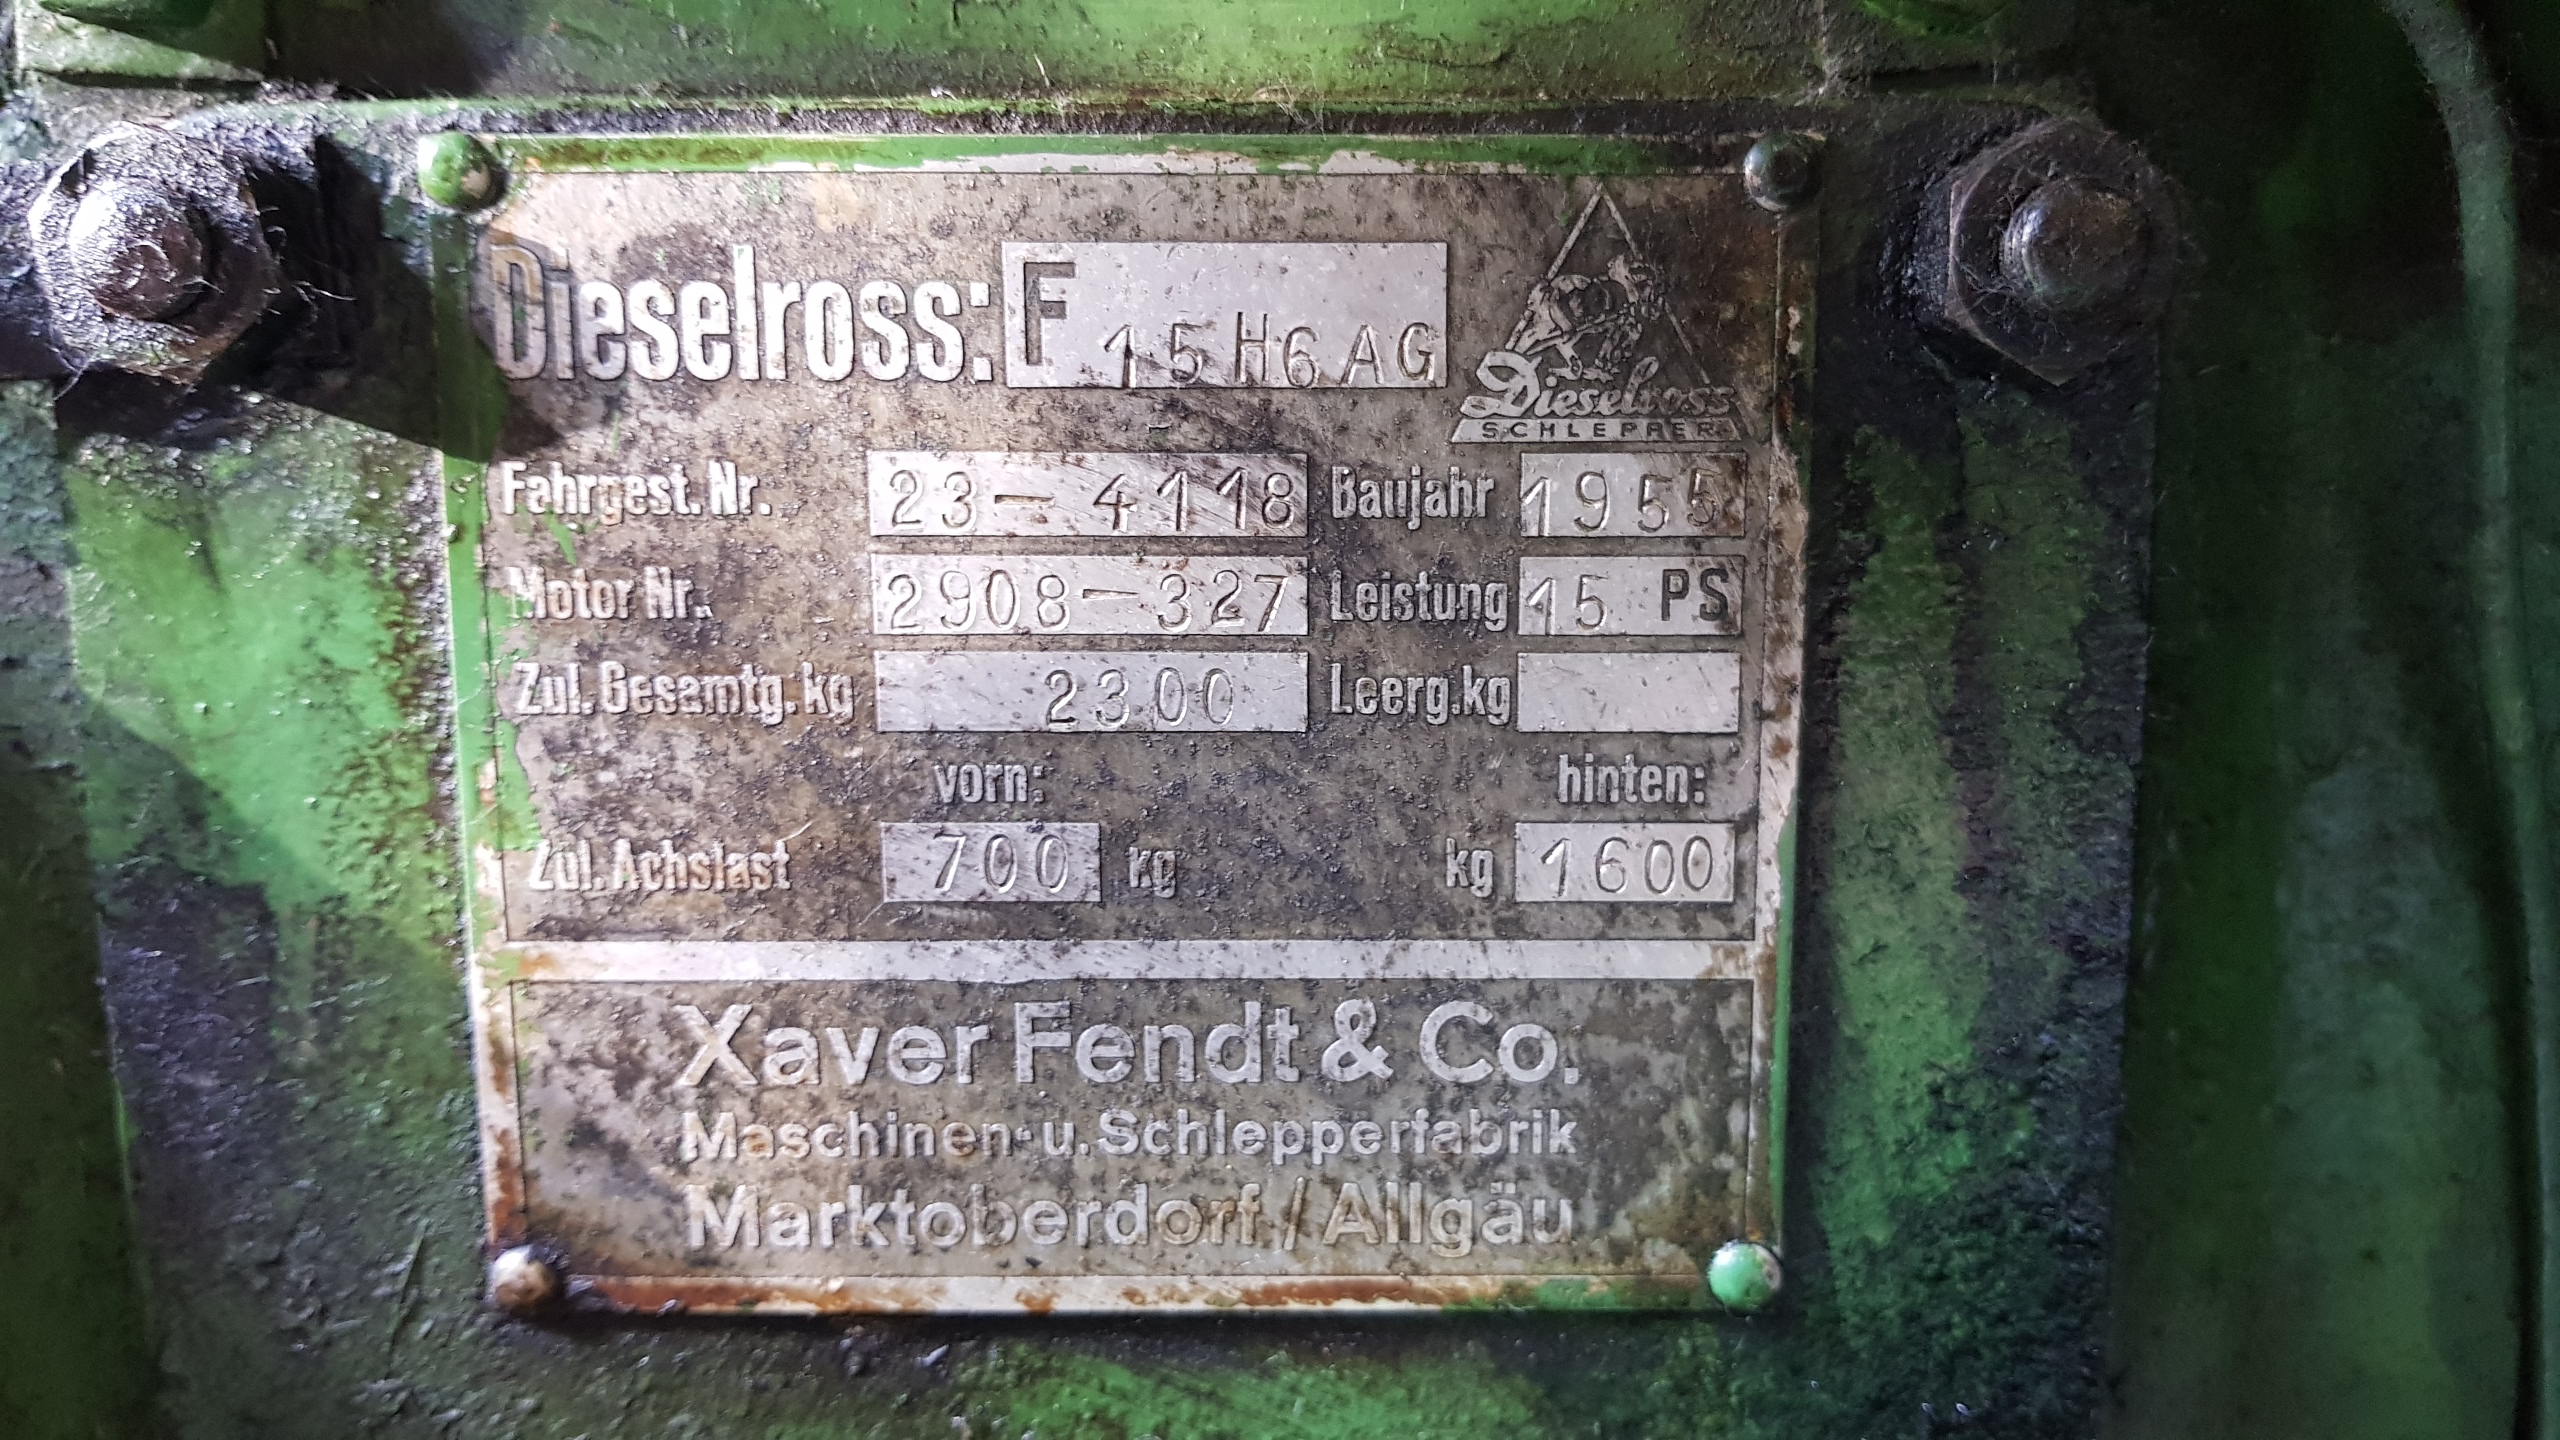 Dieselross: F 15 H6 AG
Dieselross
SCHLEPPER
Fahrgest. Nr. 23-4118 Baujahr 1955
Motor Nr. 2908-327 Leistung 15 PS
Zul. Gesamtg. kg 2300 Leerg. kg
vorn: hinten:
Zul. Achslast 700 kg kg 1600
Xaver Fendt & Co.
Maschinen- u. Schlepperfabrik
Marktoberdorf / Allgäu